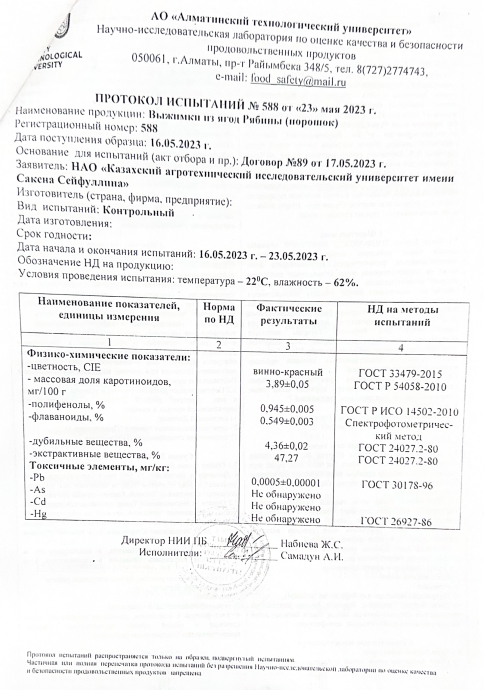 АО «Алматинский технологический университет»
Научно-исследовательская лаборатория по оценке качества и безопасности
продовольственных продуктов
050061, г.Алматы, пр-т Райымбека 348/5, тел. 8(727)2774743,
e-mail: food_safety@mail.ru
NOLOGICAL
VERSITY
ПРОТОКОЛ ИСПЫТАНИЙ № 588 от «23» мая 2023 г.
Наименование продукции: Выжимки из ягод Рябины (порошок)
Регистрационный номер: 588
Дата поступления образца: 16.05.2023 г.
Основание для испытаний (акт отбора и пр.): Договор №89 от 17.05.2023 г.
Заявитель: НАО «Казахский агротехнический исследовательский университет имени
Сакена Сейфуллина»
Изготовитель (страна, фирма, предприятие):
Вид испытаний: Контрольный
Дата изготовления:
Срок годности:
Дата начала и окончания испытаний: 16.05.2023 г. – 23.05.2023 г.
Обозначение НД на продукцию:
Условия проведения испытания: температура – 22⁰С, влажность – 62%.
Наименование показателей, единицы измерения Норма по НД Фактические результаты НД на методы испытаний
1 2 3 4
Физико-химические показатели:
-цветность, CIE винно-красный ГОСТ 33479-2015
- массовая доля каротиноидов, 3,89±0,05 ГОСТ Р 54058-2010
мг/100 г
-полифенолы, % 0,945±0,005 ГОСТ Р ИСО 14502-2010
-флаваноиды, % 0,549±0,003 Спектрофотометричес-
кий метод
-дубильные вещества, % 4,36±0,02 ГОСТ 24027.2-80
-экстрактивные вещества, % 47,27 ГОСТ 24027.2-80
Токсичные элементы, мг/кг:
-Pb 0,0005±0,00001 ГОСТ 30178-96
-As Не обнаружено
-Cd Не обнаружено
-Hg Не обнаружено ГОСТ 26927-86
Директор НИИ ПБ Набиева Ж.С.
Исполнители: Самадун А.И.
Протокол испытаний распространяется только на образец, подвергнутый испытаниям.
Частичная или полная перепечатка протокола испытаний без разрешения Научно-исследовательской лаборатории по оценке качества
и безопасности продовольственных продуктов запрещена